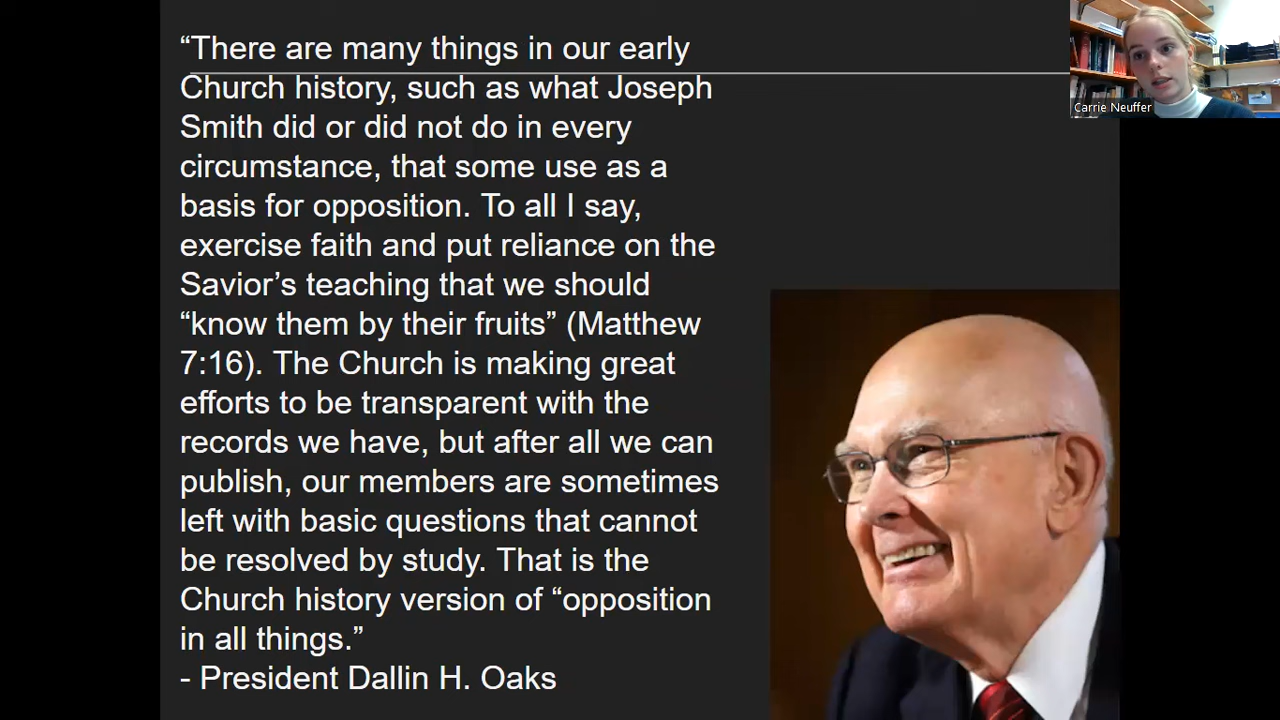 “There are many things in our early
Church history, such as what Joseph
Smith did or did not do in every
circumstance, that some use as a
basis for opposition. To all I say,
exercise faith and put reliance on the
Savior’s teaching that we should
“know them by their fruits” (Matthew
7:16). The Church is making great
efforts to be transparent with the
records we have, but after all we can
publish, our members are sometimes
left with basic questions that cannot
be resolved by study. That is the
Church history version of “opposition
in all things.”
- President Dallin H. Oaks
Carrie Neuffer